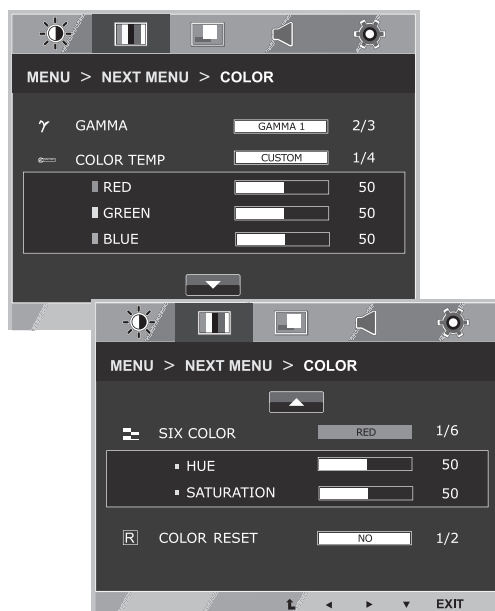 MENU > NEXT MENU > COLOR
γ GAMMA GAMMA 1 2/3
COLOR TEMP CUSTOM 1/4
RED 50
GREEN 50
BLUE 50
MENU > NEXT MENU > COLOR
SIX COLOR RED 1/6
HUE 50
SATURATION 50
R COLOR RESET NO 1/2
EXIT